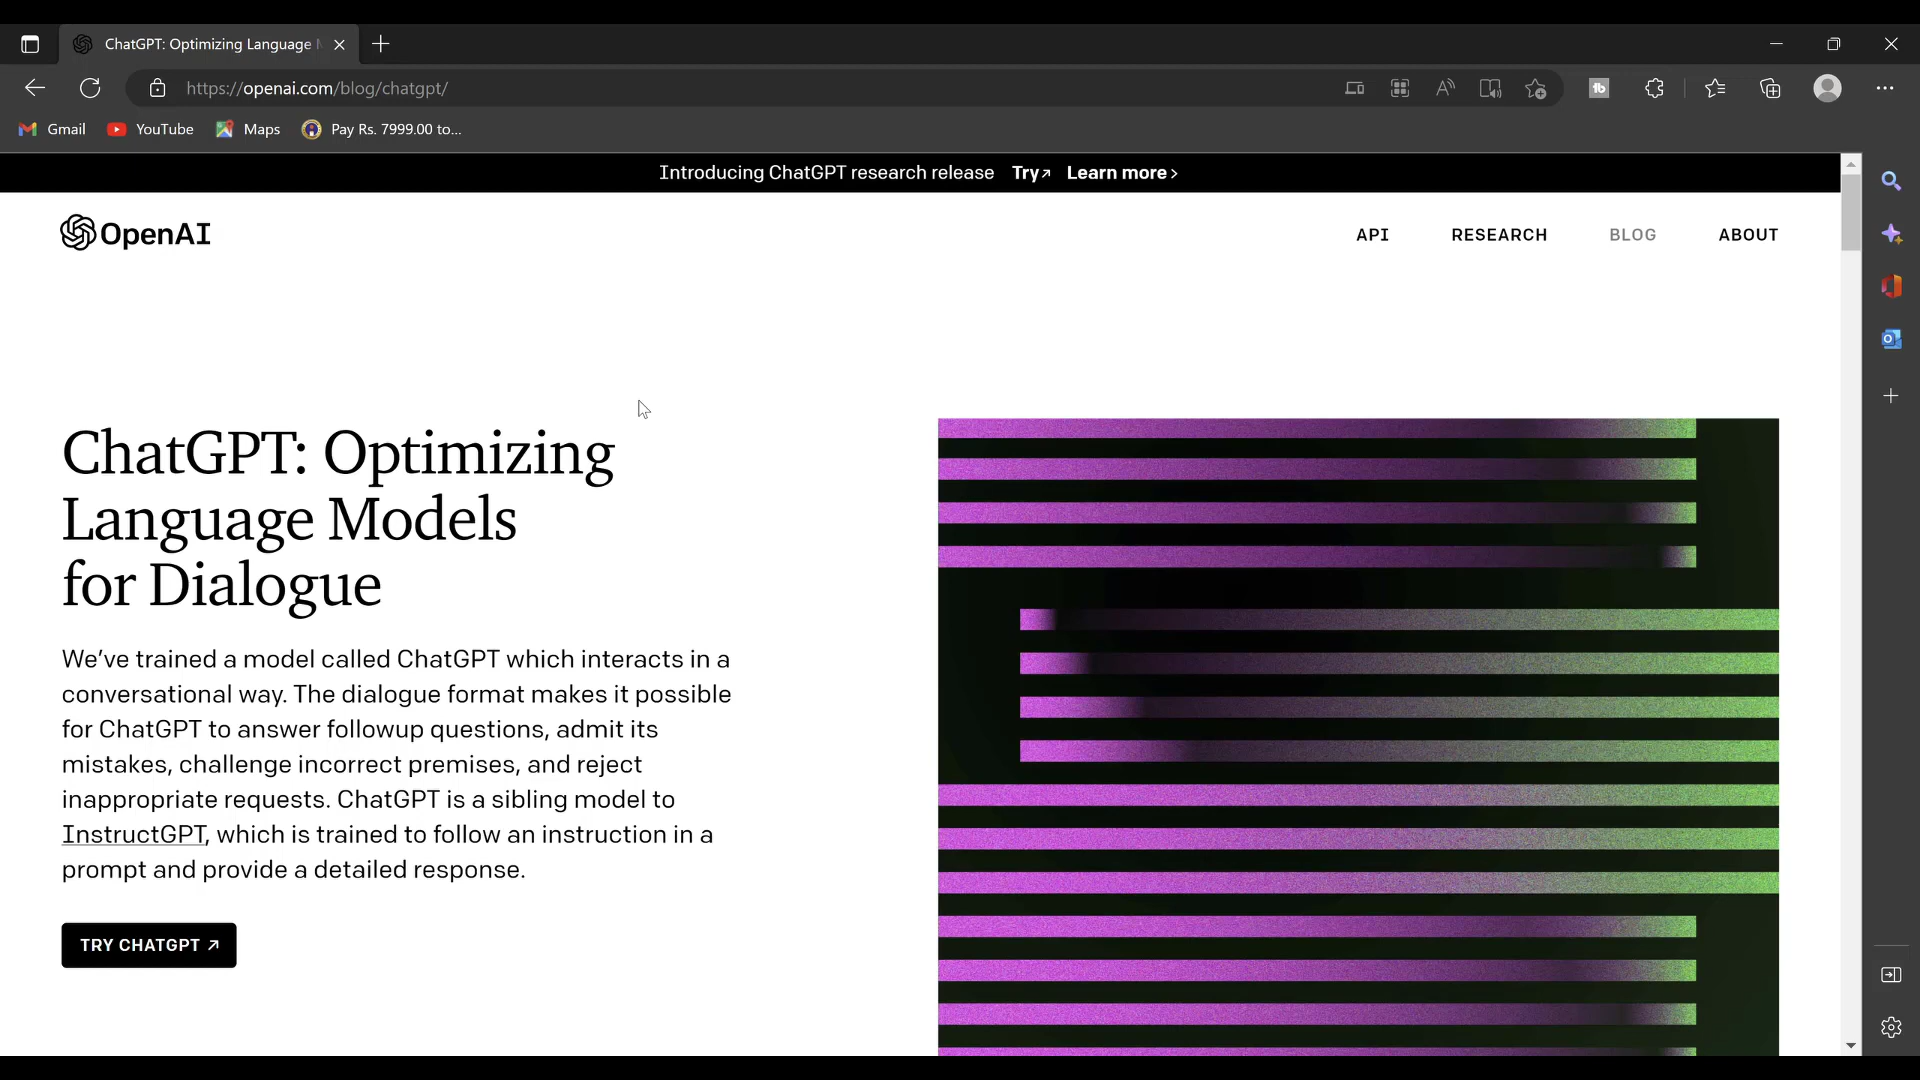 ChatGPT: Optimizing Language
https://openai.com/blog/chatgpt/
Gmail YouTube Maps Pay Rs. 7999.00 to...
Introducing ChatGPT research release Try↗ Learn more ›
OpenAI
API RESEARCH BLOG ABOUT
ChatGPT: Optimizing
Language Models
for Dialogue
We’ve trained a model called ChatGPT which interacts in a
conversational way. The dialogue format makes it possible
for ChatGPT to answer followup questions, admit its
mistakes, challenge incorrect premises, and reject
inappropriate requests. ChatGPT is a sibling model to
InstructGPT, which is trained to follow an instruction in a
prompt and provide a detailed response.
TRY CHATGPT ↗